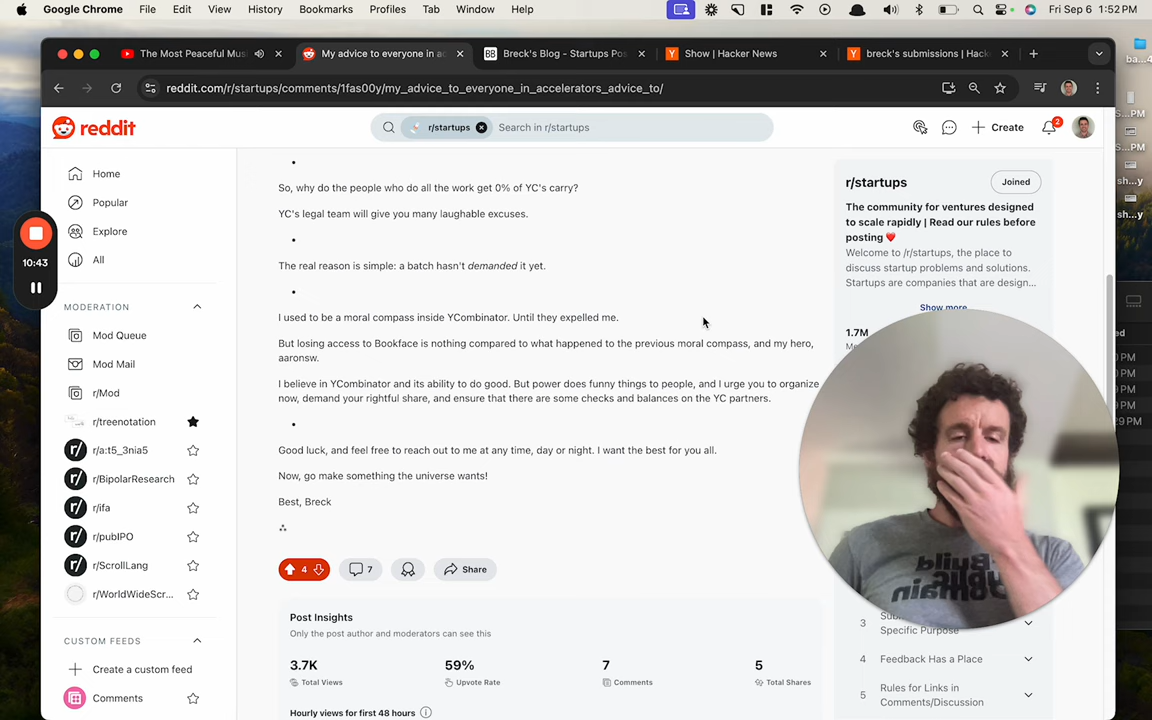 Google Chrome File Edit View History Bookmarks Profiles Tab Window Help Fri Sep 6 1:52 PM
The Most Peaceful Mus
My advice to everyone in ac
Breck's Blog - Startups Pos
Show | Hacker News
breck's submissions | Hack
ba...4
reddit.com/r/startups/comments/1fas00y/my_advice_to_everyone_in_accelerators_advice_to/
S...PM
reddit
r/startups Search in r/startups
Create
2
S...PM
Home
Popular
Explore
All
10:43
MODERATION
Mod Queue
Mod Mail
r/Mod
r/treenotation
r/a:t5_3nia5
r/BipolarResearch
r/ifa
r/pubIPO
r/ScrollLang
r/WorldWideScr...
CUSTOM FEEDS
Create a custom feed
Comments
•
So, why do the people who do all the work get 0% of YC's carry?
YC's legal team will give you many laughable excuses.
•
The real reason is simple: a batch hasn't demanded it yet.
•
I used to be a moral compass inside YCombinator. Until they expelled me.
But losing access to Bookface is nothing compared to what happened to the previous moral compass, and my hero,
aaronsw.
I believe in YCombinator and its ability to do good. But power does funny things to people, and I urge you to organize
now, demand your rightful share, and ensure that there are some checks and balances on the YC partners.
•
Good luck, and feel free to reach out to me at any time, day or night. I want the best for you all.
Now, go make something the universe wants!
Best, Breck
⛬
4 7 Share
Post Insights
Only the post author and moderators can see this
3.7K 59% 7 5
Total Views Upvote Rate Comments Total Shares
Hourly views for first 48 hours
r/startups Joined
The community for ventures designed
to scale rapidly | Read our rules before
posting ❤️
Welcome to /r/startups, the place to
discuss startup problems and solutions.
Startups are companies that are design...
Show more
1.7M
Build
Public
Domain
3
Specific Purpose
4 Feedback Has a Place
5 Rules for Links in
Comments/Discussion
sh...y
sh...y